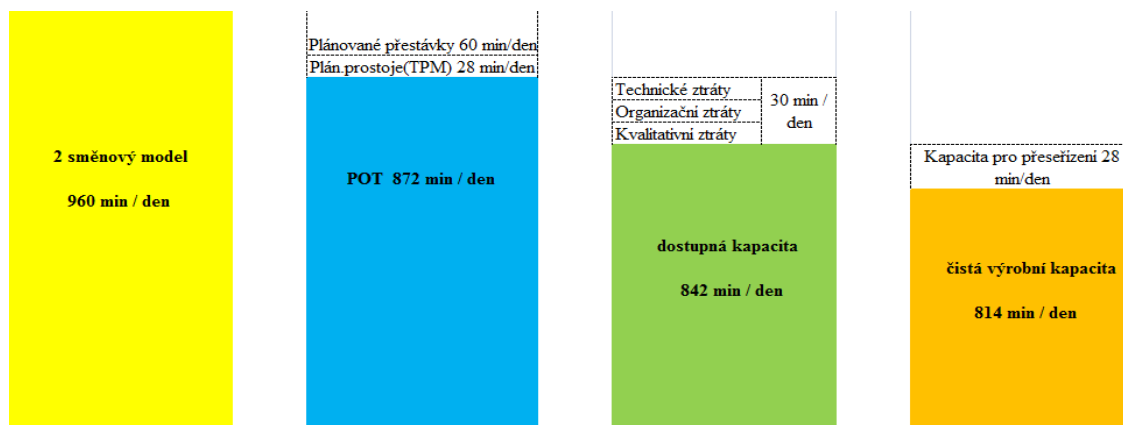 2 směnový model
960 min / den
Plánované přestávky 60 min/den
Plán.prostoje(TPM) 28 min/den
POT 872 min / den
Technické ztráty
Organizační ztráty
Kvalitativní ztráty
30 min /
den
dostupná kapacita
842 min / den
Kapacita pro přeseřízení 28
min/den
čistá výrobní kapacita
814 min / den